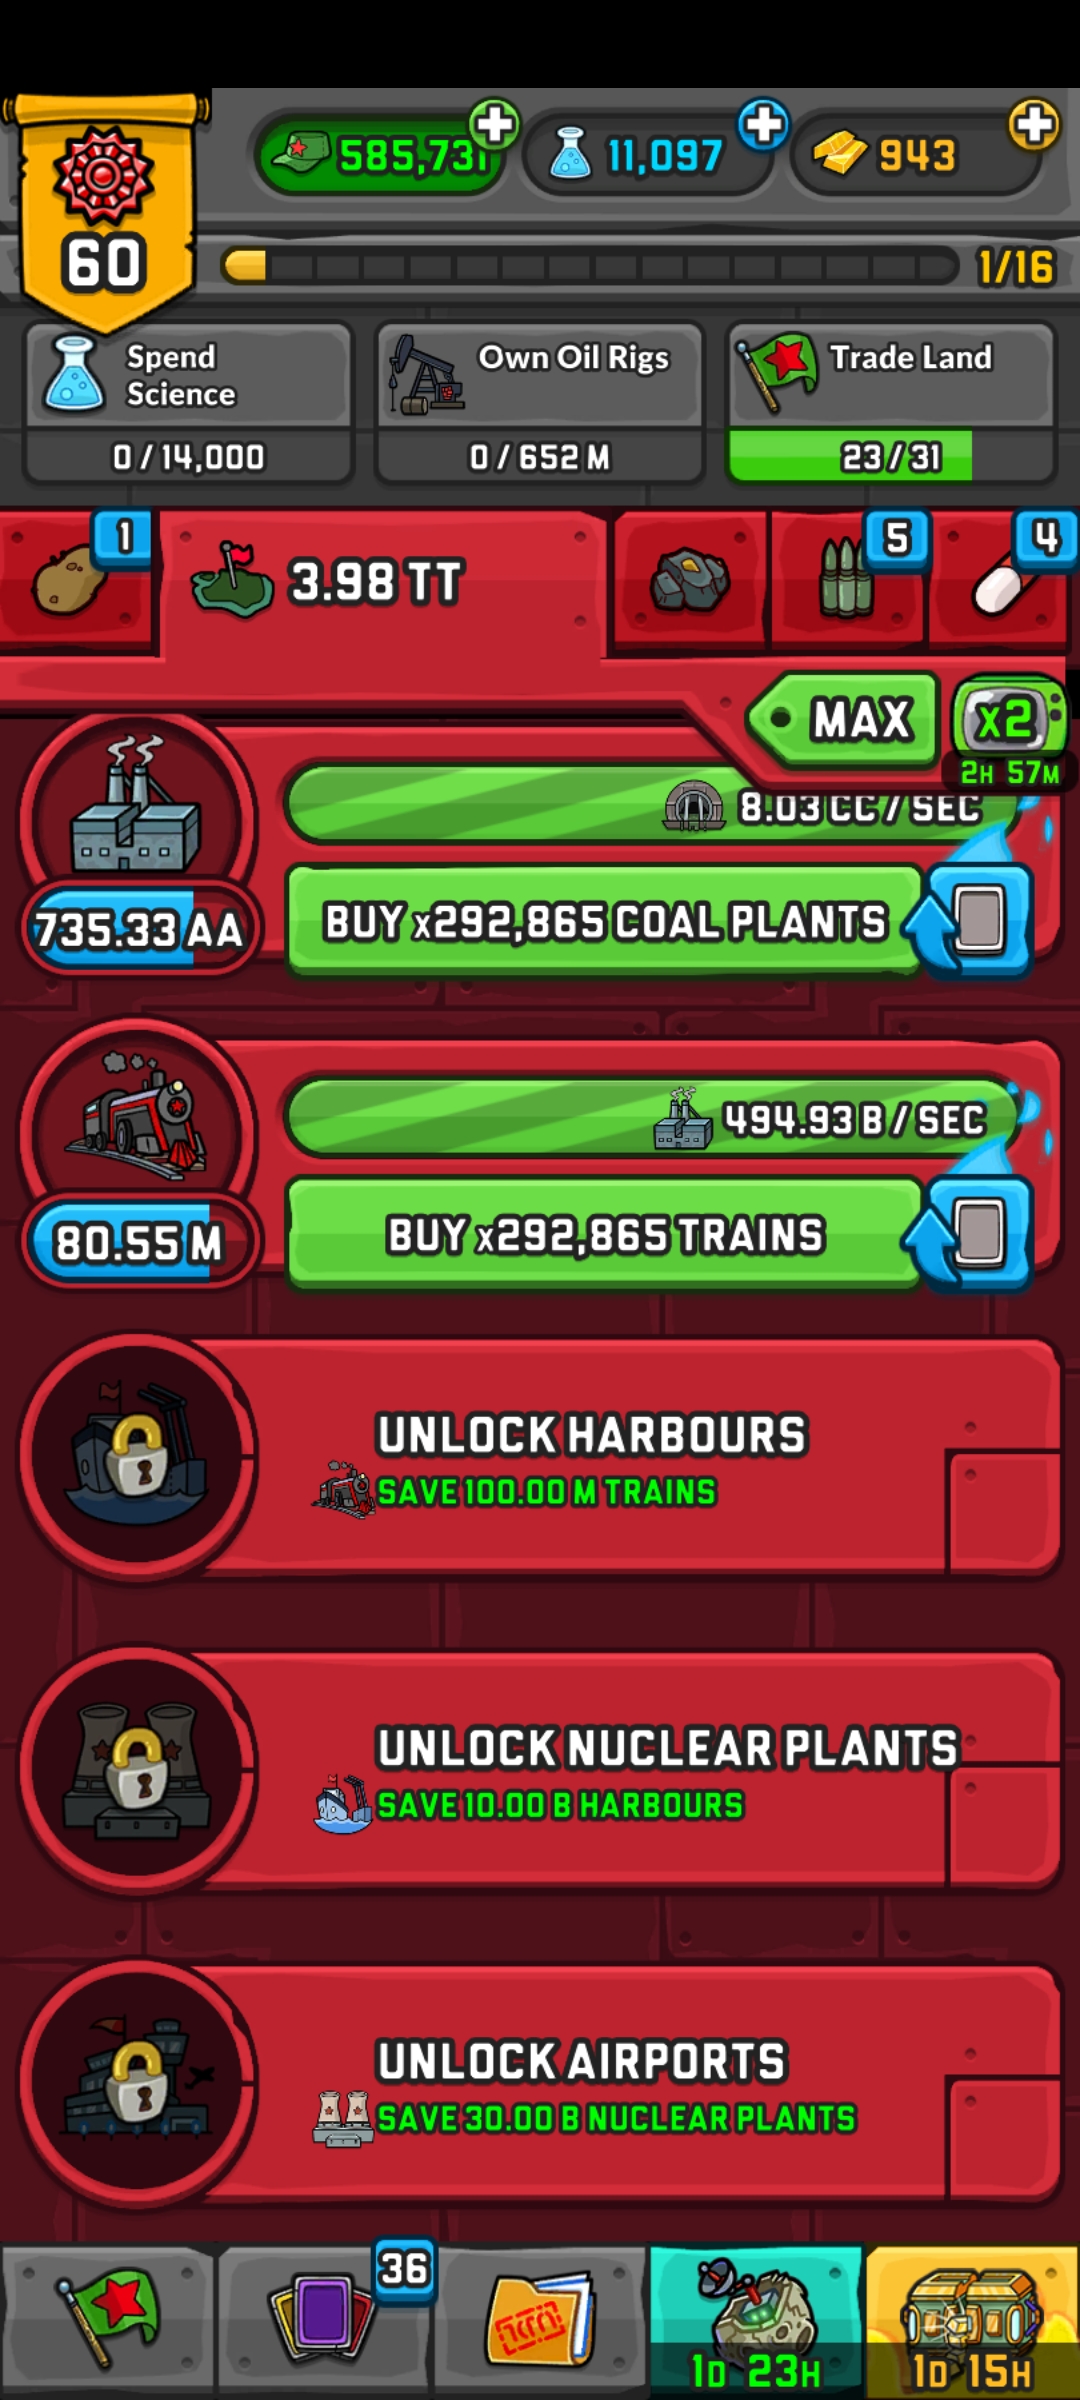 585,731
11,097
943
60
1/16
Spend
Science
0/14,000
Own Oil Rigs
0/652 M
Trade Land
23/31
1
3.98 TT
5
4
MAX
x2
2H 57M
8.03 CC / SEC
735.33 AA
BUY x292,865 COAL PLANTS
494.93 B / SEC
80.55 M
BUY x292,865 TRAINS
UNLOCK HARBOURS
SAVE 100.00 M TRAINS
UNLOCK NUCLEAR PLANTS
SAVE 10.00 B HARBOURS
UNLOCK AIRPORTS
SAVE 30.00 B NUCLEAR PLANTS
36
1D 23H
1D 15H